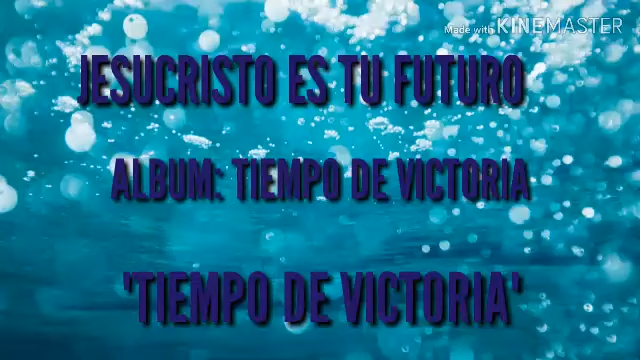 Made with KINEMASTER
JESUCRISTO ES TU FUTURO
ALBUM: TIEMPO DE VICTORIA
'TIEMPO DE VICTORIA'